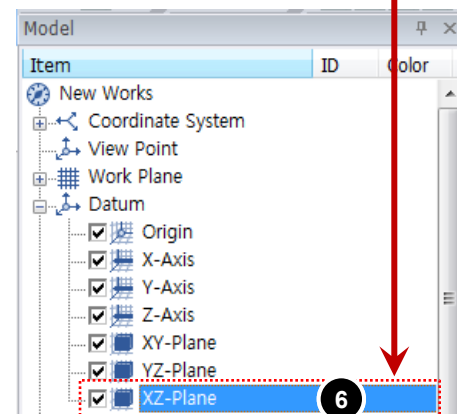 Model
Item ID Color
New Works
Coordinate System
View Point
Work Plane
Datum
Origin
X-Axis
Y-Axis
Z-Axis
XY-Plane
YZ-Plane
XZ-Plane 6